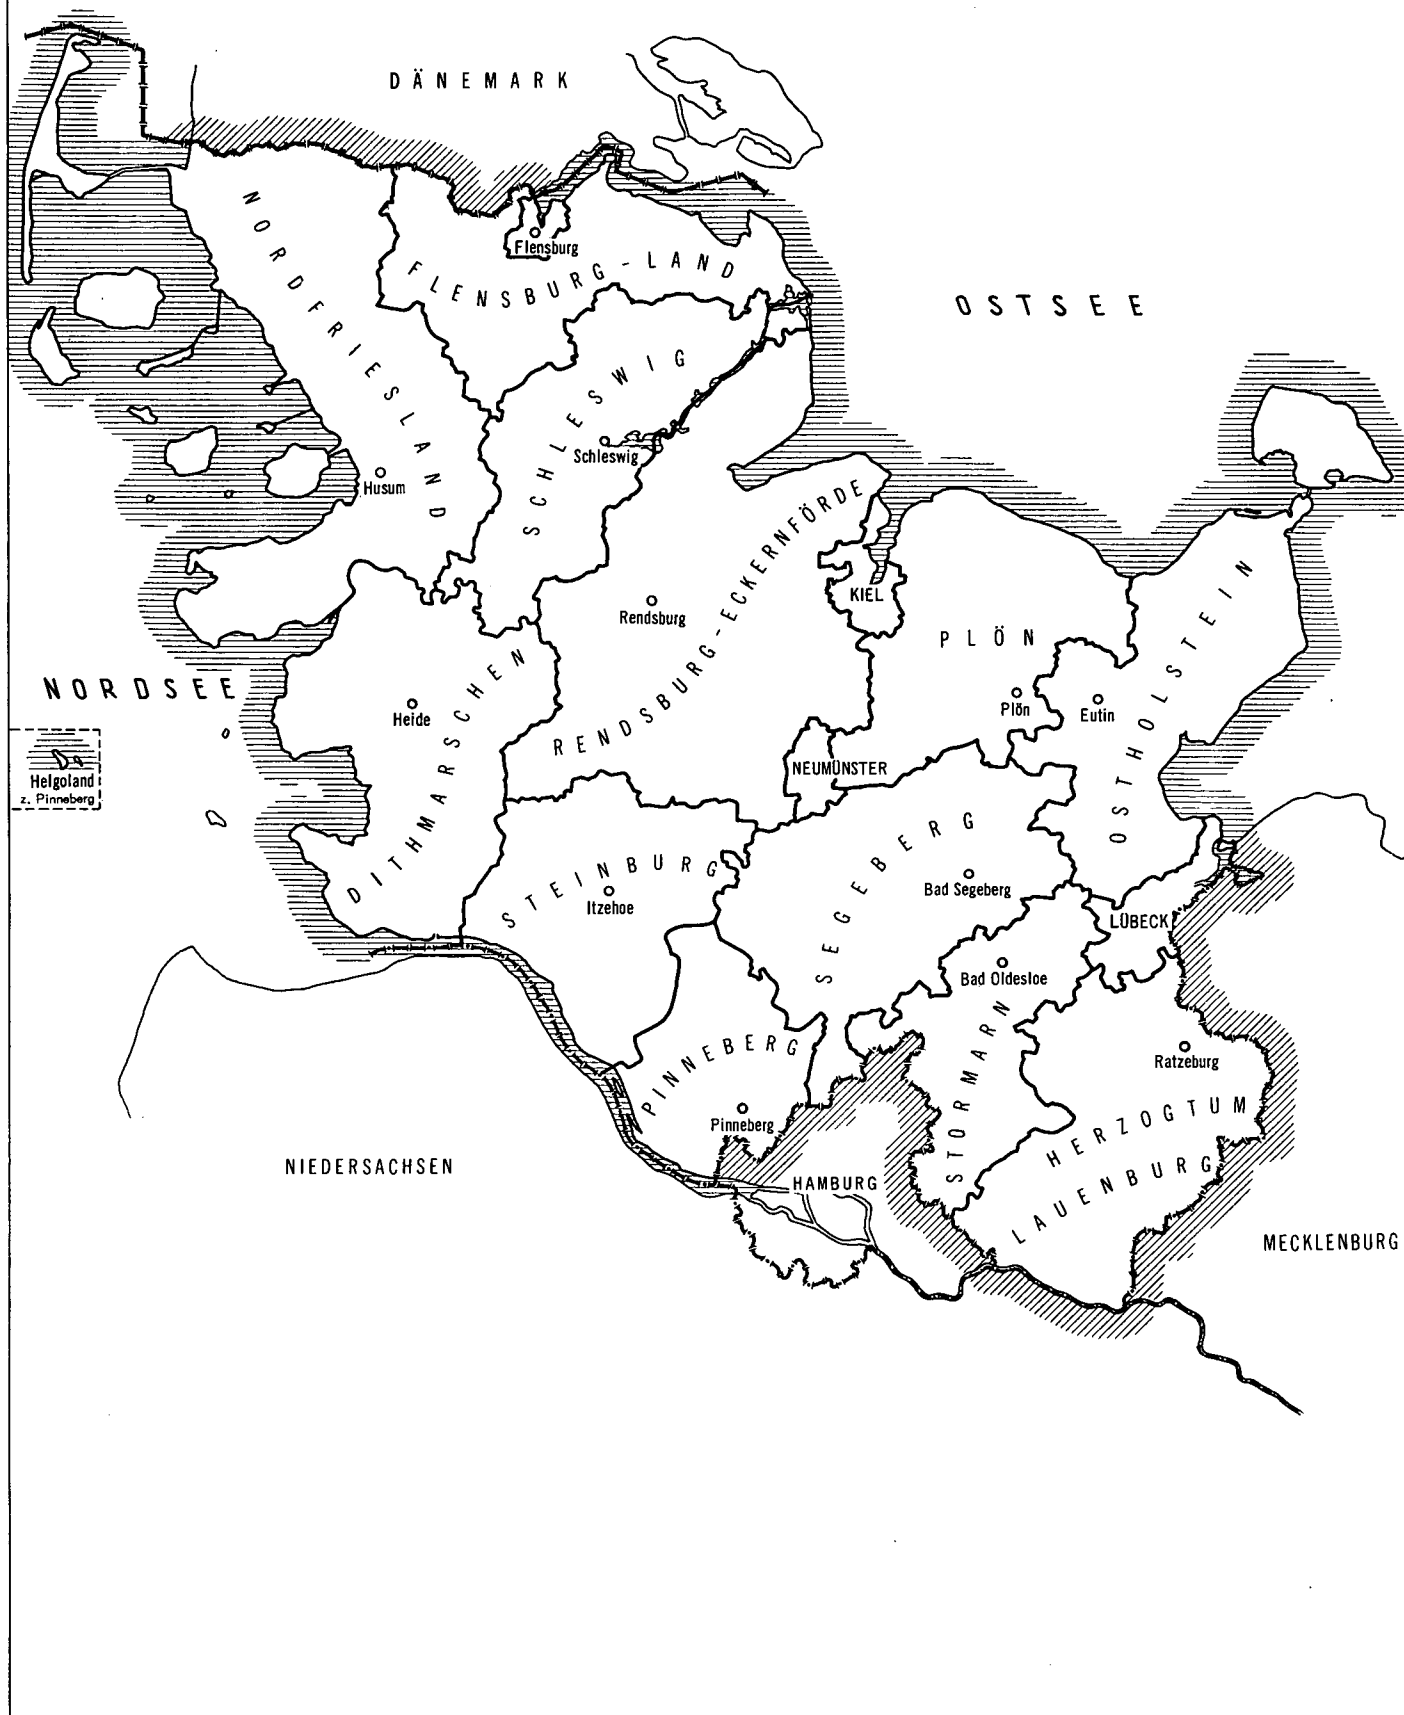 DÄNEMARK
NORDFRIESLAND
Flensburg
FLENSBURG-LAND
OSTSEE
SCHLESWIG
Schleswig
Husum
RENDSBURG-ECKERNFÖRDE
KIEL
Rendsburg
PLÖN
OSTHOLSTEIN
NORDSEE
Heide
DITHMARSCHEN
Plön
Eutin
Helgoland
z. Pinneberg
NEUMÜNSTER
STEINBURG
Itzehoe
SEGEBERG
Bad Segeberg
LÜBECK
Bad Oldesloe
STORMARN
PINNEBERG
Pinneberg
Ratzeburg
HERZOGTUM
LAUENBURG
NIEDERSACHSEN
HAMBURG
MECKLENBURG